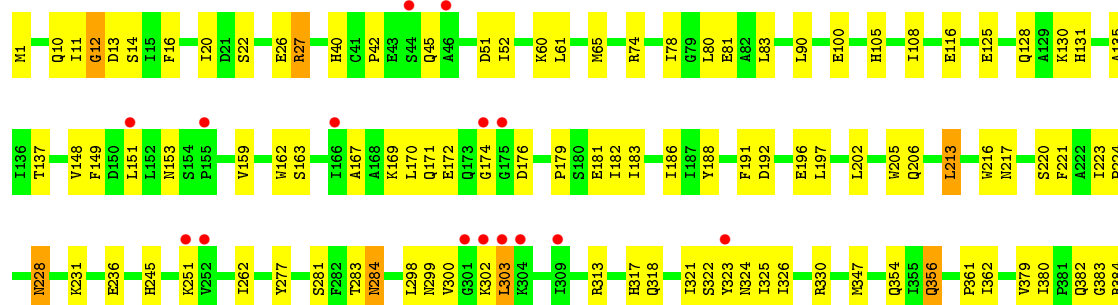 M1 Q10 I11 G12 D13 S14 I15 F16 I20 D21 S22 E26 R27 H40 C41 P42 E43 S44 Q45 A46 D51 I52 K60 L61 M65 R74 I78 G79 L80 E81 A82 L83 L90 E100 H105 I108 E116 E125 Q128 A129 K130 H131 A135
I136 T137 V148 F149 D150 L151 L152 N153 S154 P155 V159 W162 S163 I166 A167 A168 K169 L170 Q171 E172 Q173 G174 G175 D176 P179 S180 E181 I182 I183 I186 I187 Y188 F191 D192 E196 L197 L202 W205 Q206 L213 W216 N217 S220 F221 A222 I223
N228 K231 E236 H245 K251 V252 I262 Y277 S281 F282 T283 N284 L298 N299 V300 G301 K302 L303 K304 I309 R313 H317 Q318 I321 S322 Y323 N324 I325 I326 R330 M347 Q354 I355 Q356 P361 I362 V379 I380 P381 Q382 G383